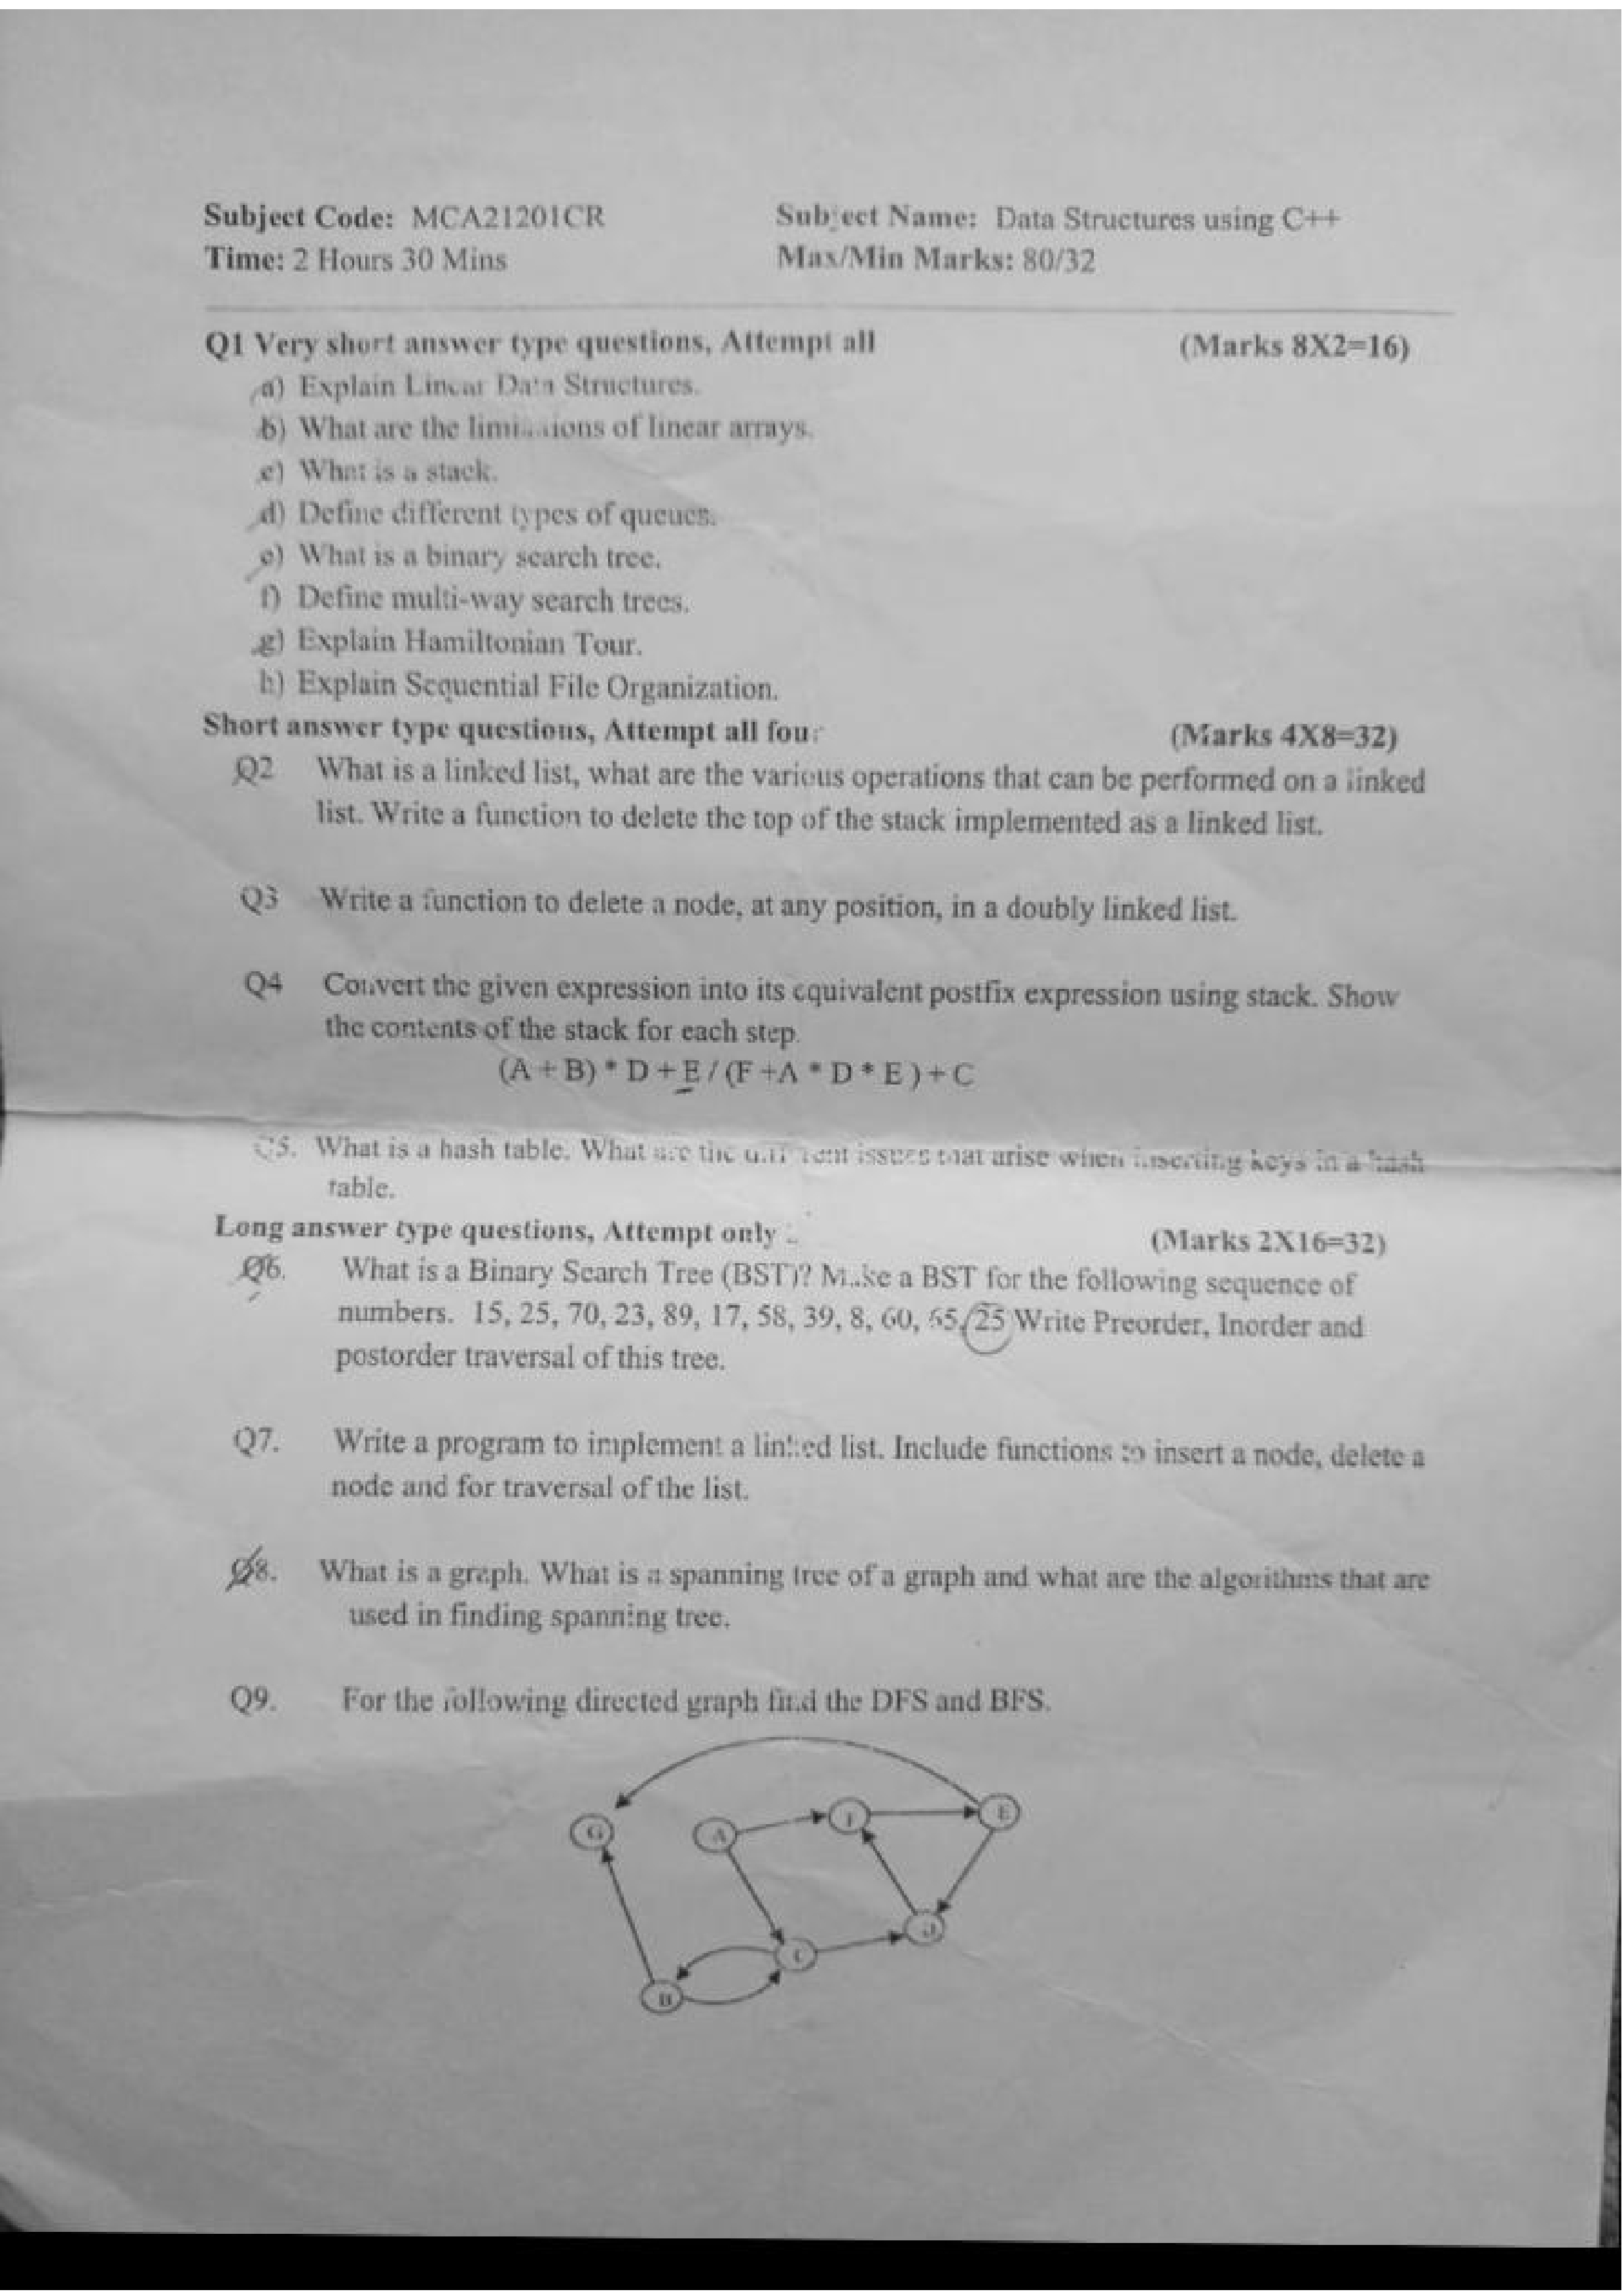 Subject Code: MCA21201CR Subject Name: Data Structures using C++
Time: 2 Hours 30 Mins Max/Min Marks: 80/32
Q1 Very short answer type questions, Attempt all (Marks 8X2=16)
a) Explain Linear Data Structures.
b) What are the limitations of linear arrays.
c) What is a stack.
d) Define different types of queues.
e) What is a binary search tree.
f) Define multi-way search trees.
g) Explain Hamiltonian Tour.
h) Explain Sequential File Organization.
Short answer type questions, Attempt all four (Marks 4X8=32)
Q2 What is a linked list, what are the various operations that can be performed on a linked
list. Write a function to delete the top of the stack implemented as a linked list.
Q3 Write a function to delete a node, at any position, in a doubly linked list.
Q4 Convert the given expression into its equivalent postfix expression using stack. Show
the contents of the stack for each step.
(A + B) * D + E / (F + A * D * E ) + C
Q5. What is a hash table. What are the different issues that arise when inserting keys in a hash
table.
Long answer type questions, Attempt only (Marks 2X16=32)
Q6. What is a Binary Search Tree (BST)? Make a BST for the following sequence of
numbers. 15, 25, 70, 23, 89, 17, 58, 39, 8, 60, 25 Write Preorder, Inorder and
postorder traversal of this tree.
Q7. Write a program to implement a linked list. Include functions to insert a node, delete a
node and for traversal of the list.
Q8. What is a graph. What is a spanning tree of a graph and what are the algorithms that are
used in finding spanning tree.
Q9. For the following directed graph find the DFS and BFS.
G A E
B